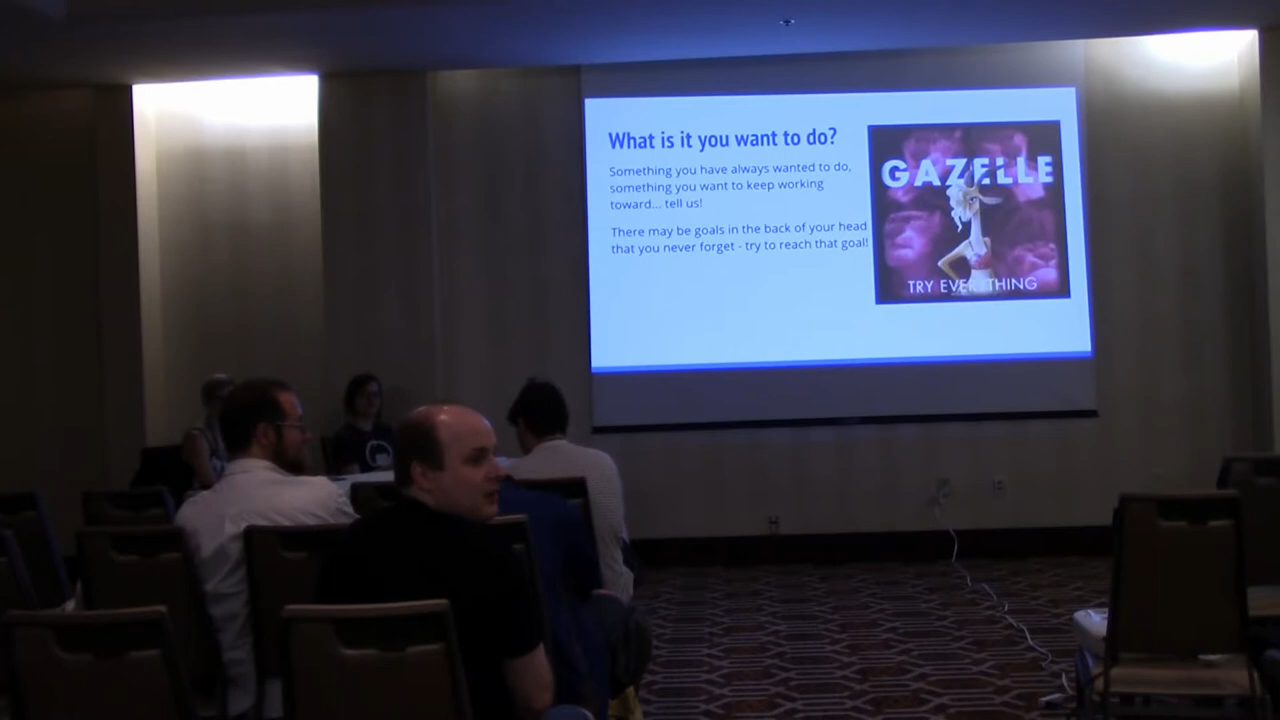 What is it you want to do?
Something you have always wanted to do,
something you want to keep working
toward... tell us!
There may be goals in the back of your head
that you never forget - try to reach that goal!
GAZELLE
TRY EVERYTHING